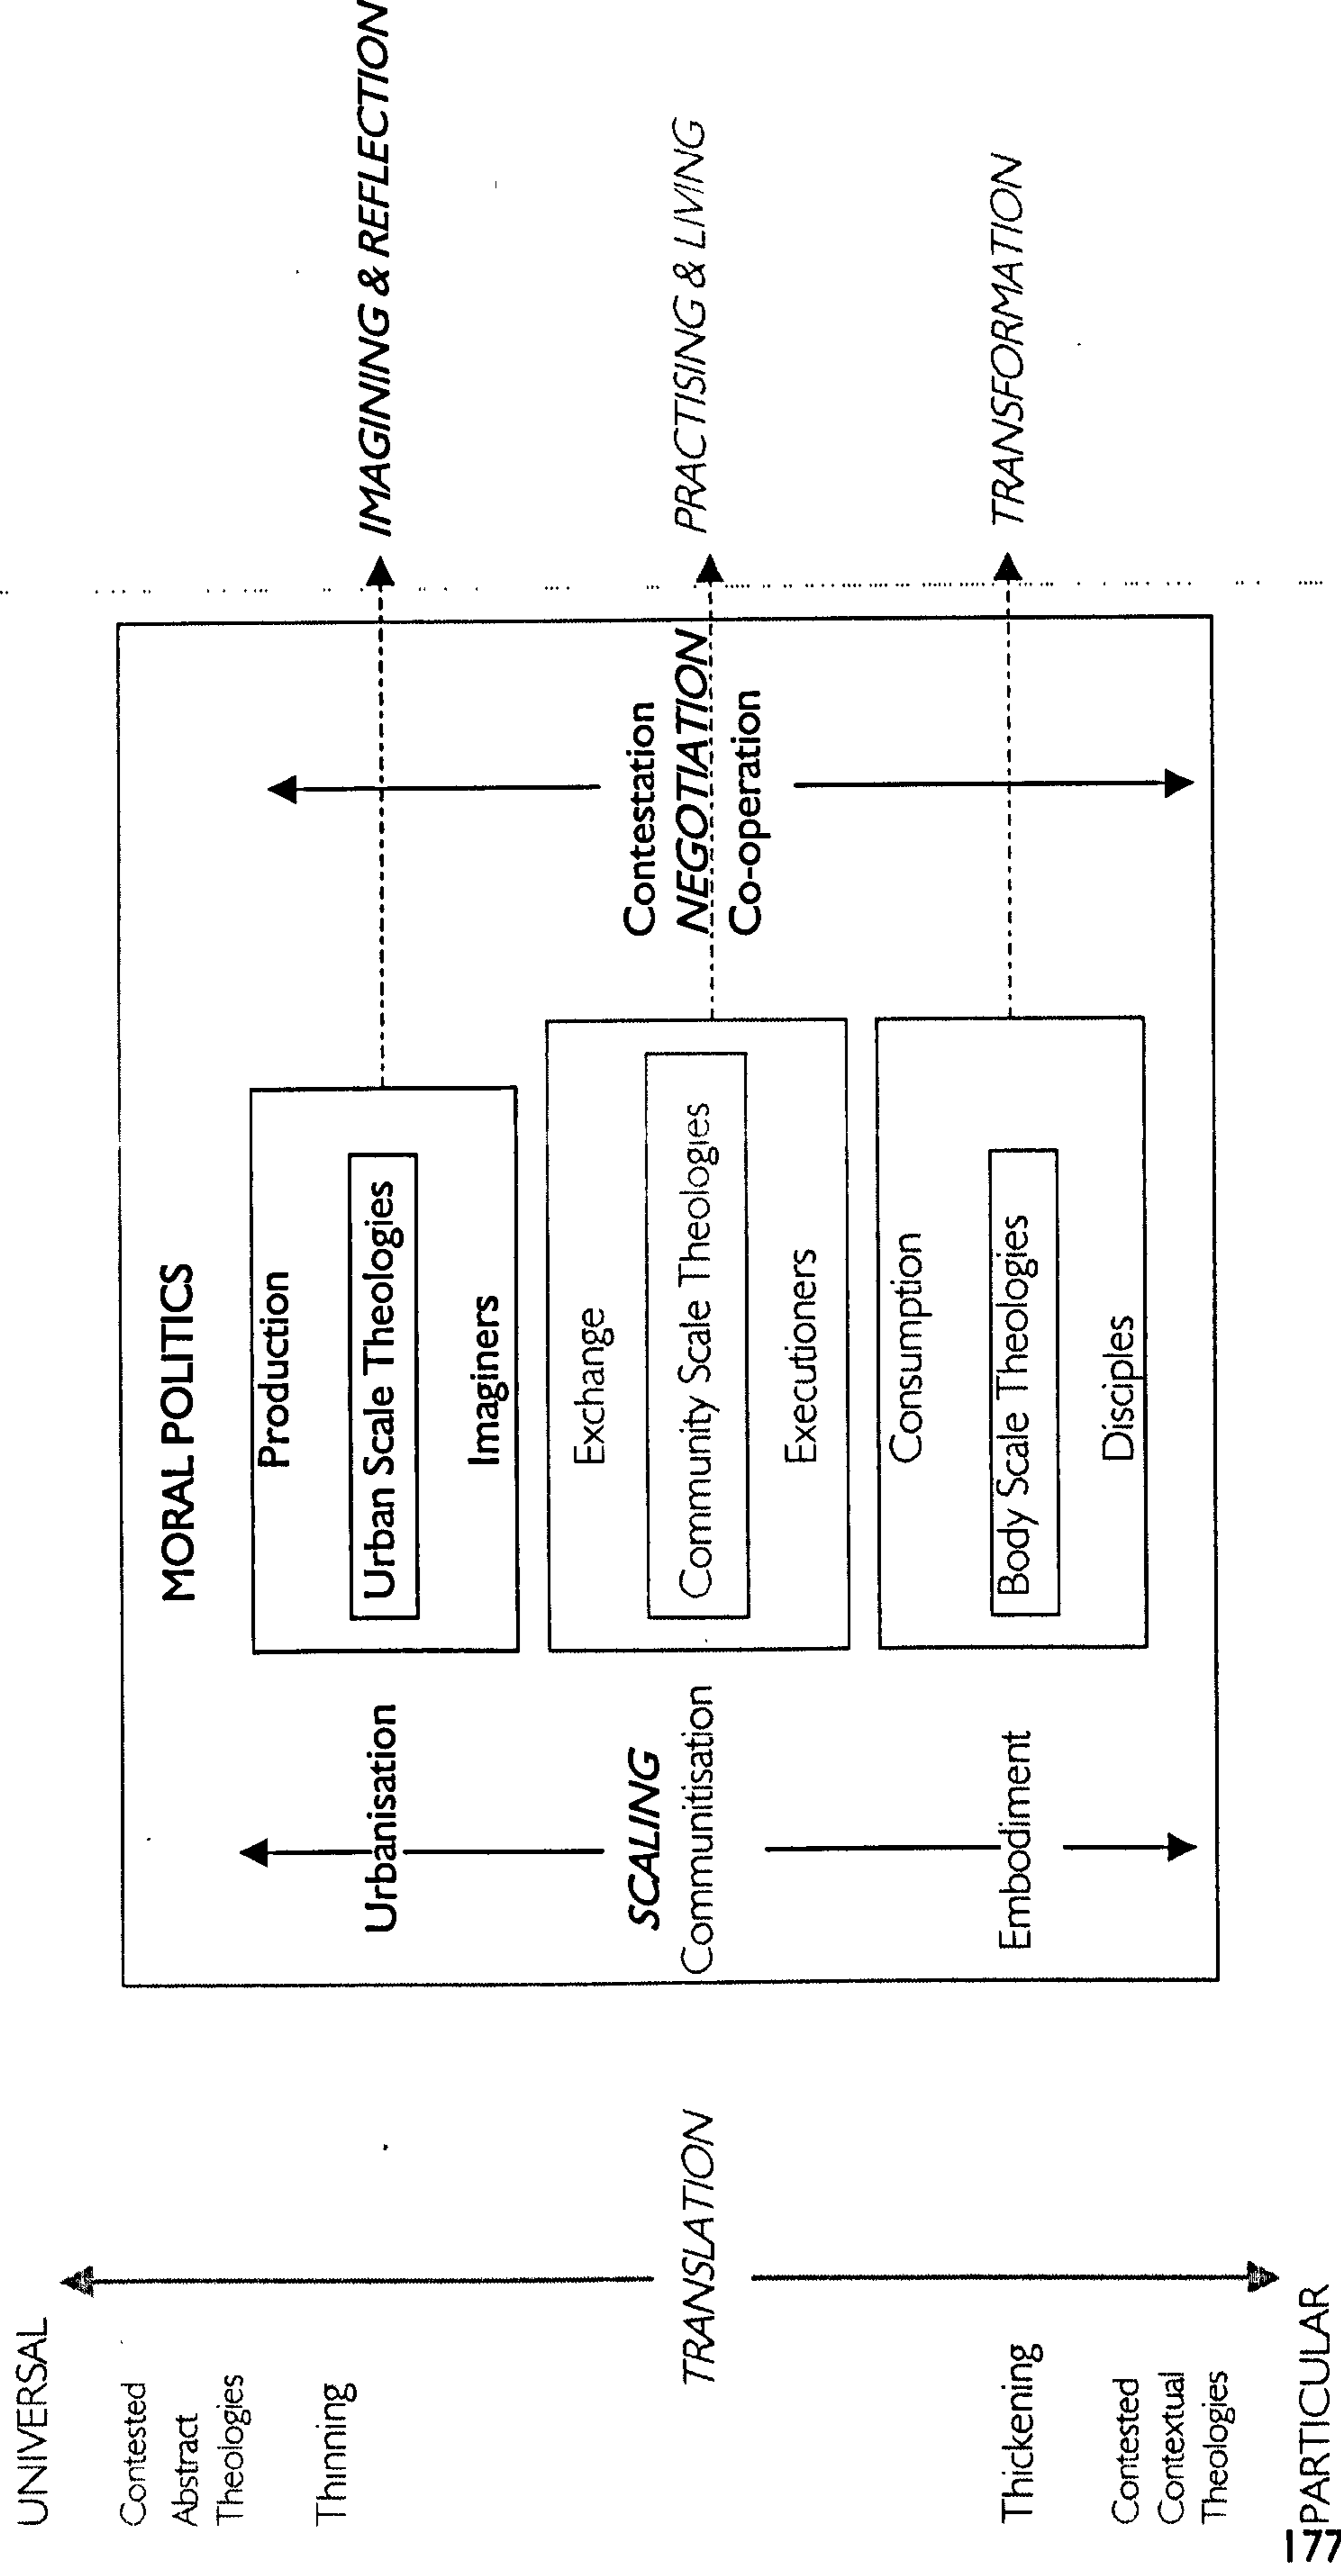 UNIVERSAL
Contested
Abstract
Theologies
Thinning
TRANSLATION
Thickening
Contested
Contextual
Theologies
PARTICULAR
MORAL POLITICS
Urbanisation
SCALING
Communitisation
Embodiment
Production
Urban Scale Theologies
Imaginers
Exchange
Community Scale Theologies
Executioners
Consumption
Body Scale Theologies
Disciples
Contestation
NEGOTIATION
Co-operation
IMAGINING & REFLECTION
PRACTISING & LIVING
TRANSFORMATION
177